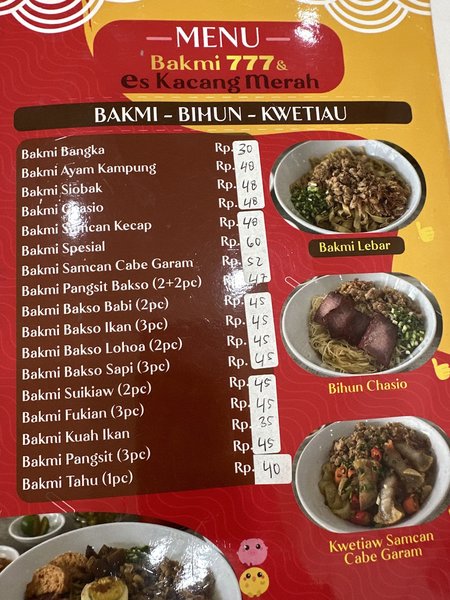 MENU
Bakmi 777 &
es Kacang Merah
BAKMI - BIHUN - KWETIAU
Bakmi Bangka Rp. 30
Bakmi Ayam Kampung Rp. 48
Bakmi Siobak Rp. 48
Bakmi Chasio Rp. 48
Bakmi Samcan Kecap Rp. 48
Bakmi Spesial Rp. 60
Bakmi Samcan Cabe Garam Rp. 52
Bakmi Pangsit Bakso (2+2pc) Rp. 47
Bakmi Bakso Babi (2pc) Rp. 45
Bakmi Bakso Ikan (3pc) Rp. 45
Bakmi Bakso Lohoa (2pc) Rp. 45
Bakmi Bakso Sapi (3pc) Rp. 45
Bakmi Suikiaw (2pc) Rp. 45
Bakmi Fukian (3pc) Rp. 45
Bakmi Kuah Ikan Rp. 35
Bakmi Pangsit (3pc) Rp. 45
Bakmi Tahu (1pc) Rp. 40
Bakmi Lebar
Bihun Chasio
Kwetiaw Samcan
Cabe Garam